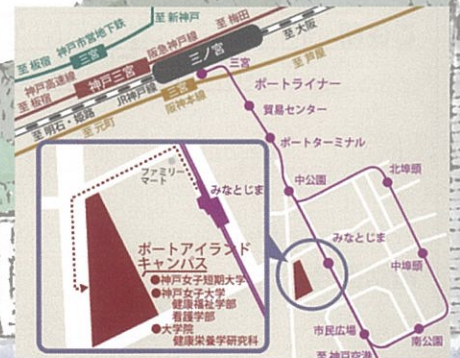 至 新神戸
神戸市営地下鉄
至 板宿
三宮
阪急神戸線
至 梅田
至 大阪
三ノ宮
神戸高速線
至 板宿
神戸三宮
JR神戸線
三宮
阪神本線
至 芦屋
至 明石・姫路
至 元町
三宮
ポートライナー
貿易センター
ポートターミナル
中公園
北埠頭
みなとじま
中埠頭
市民広場
南公園
至 神戸空港
ファミリー
マート
みなとじま
ポートアイランド
キャンパス
●神戸女子短期大学
●神戸女子大学
健康福祉学部
看護学部
●大学院
健康栄養学研究科